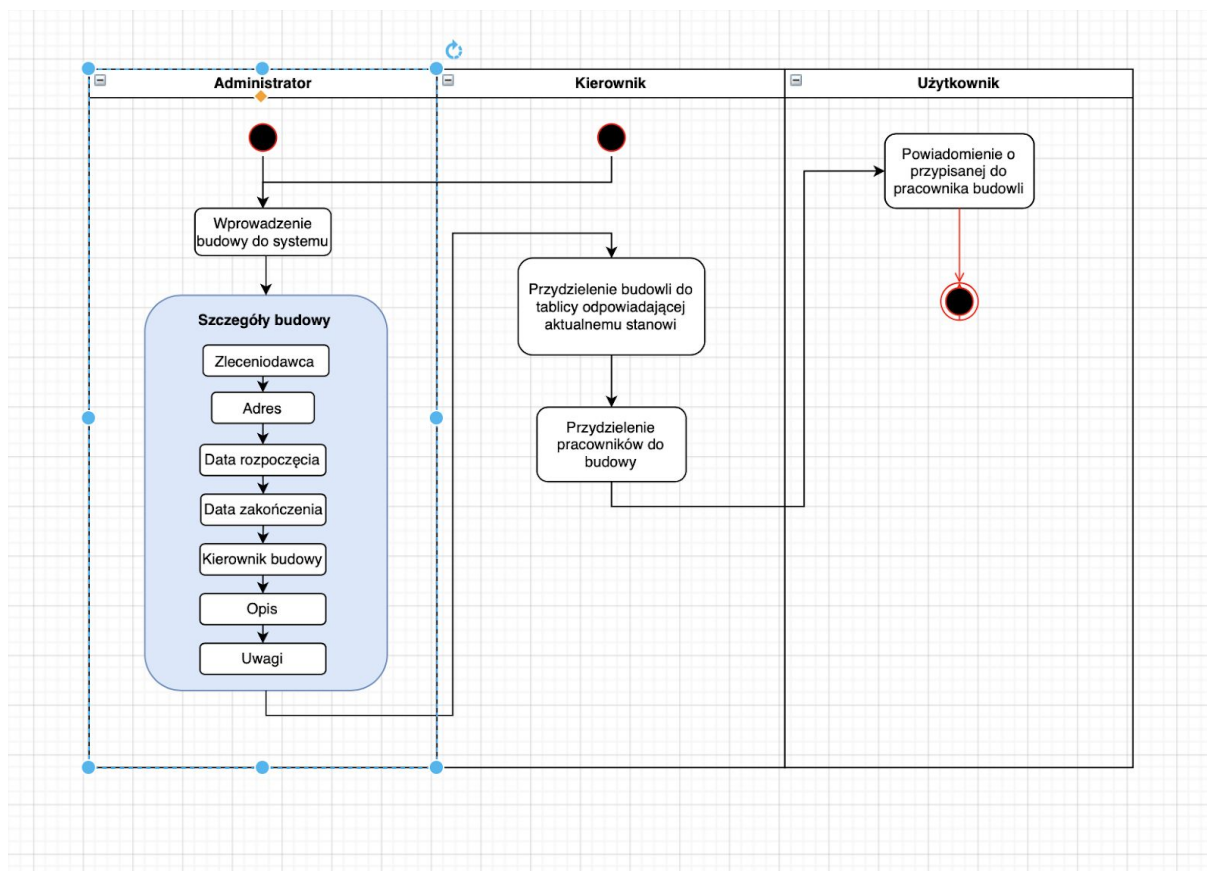 Administrator
Kierownik
Użytkownik
Wprowadzenie
budowy do systemu
Szczegóły budowy
Zleceniodawca
Adres
Data rozpoczęcia
Data zakończenia
Kierownik budowy
Opis
Uwagi
Przydzielenie budowli do
tablicy odpowiadającej
aktualnemu stanowi
Przydzielenie
pracowników do
budowy
Powiadomienie o
przypisanej do
pracownika budowli